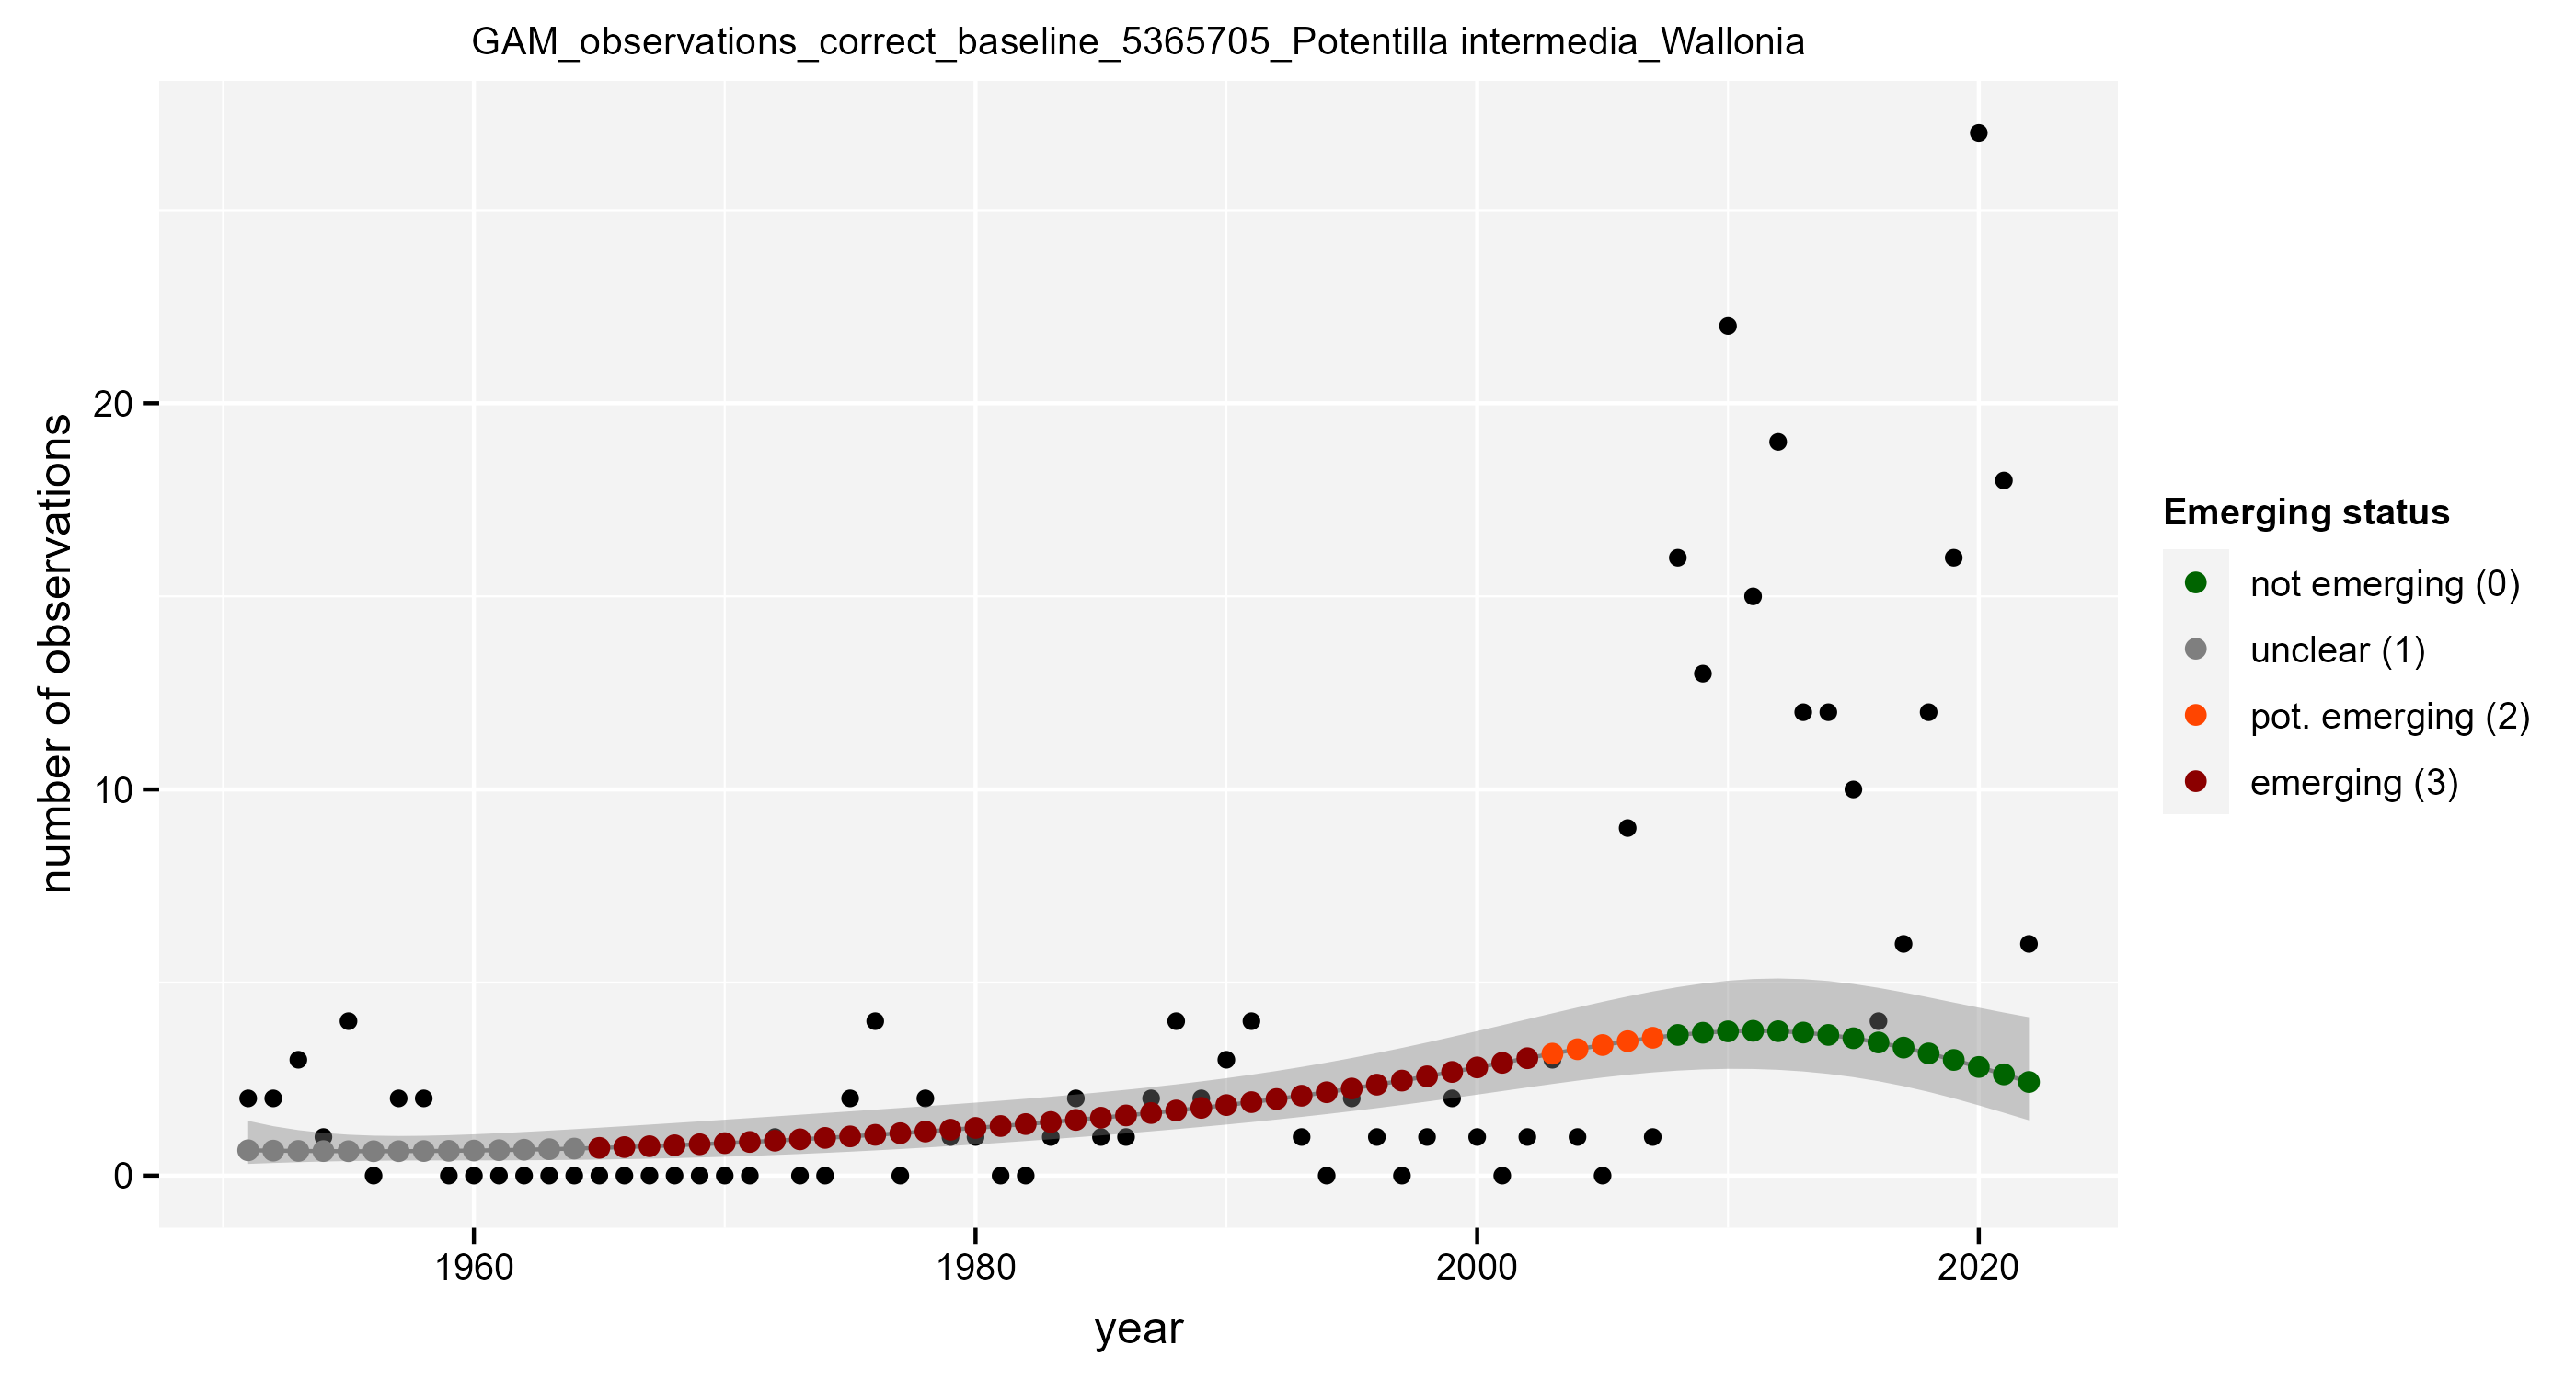 GAM_observations_correct_baseline_5365705_Potentilla intermedia_Wallonia
number of observations
20
10
0
1960
1980
2000
2020
year
Emerging status
not emerging (0)
unclear (1)
pot. emerging (2)
emerging (3)